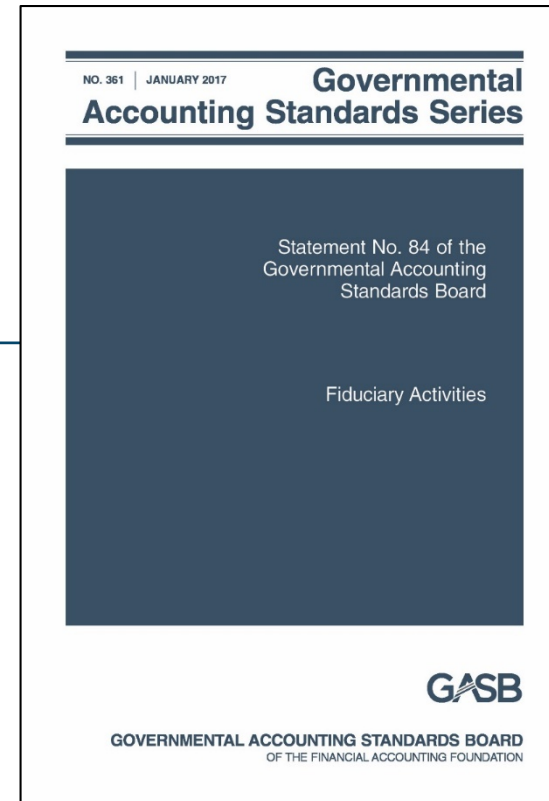 NO. 361 | JANUARY 2017 Governmental
Accounting Standards Series
Statement No. 84 of the
Governmental Accounting
Standards Board
Fiduciary Activities
GASB
GOVERNMENTAL ACCOUNTING STANDARDS BOARD
OF THE FINANCIAL ACCOUNTING FOUNDATION